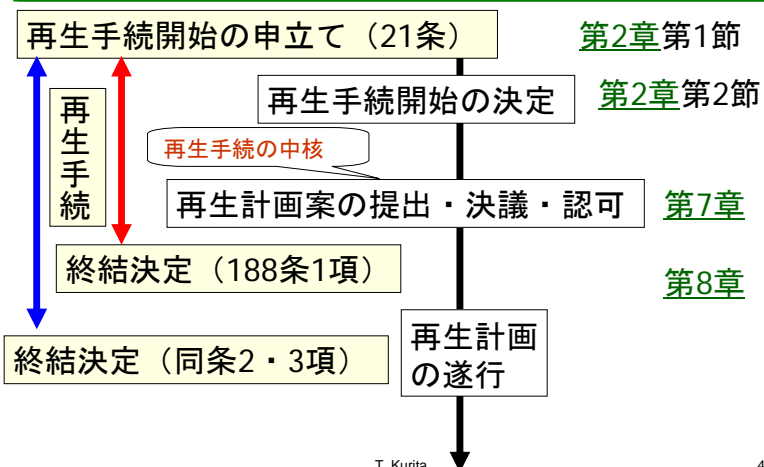 再生手続開始の申立て（21条）
第2章第1節
再生手続開始の決定
第2章第2節
再生手続
再生手続の中核
再生計画案の提出・決議・認可
第7章
終結決定（188条1項）
第8章
再生計画
の遂行
終結決定（同条2・3項）
T. Kurita
4